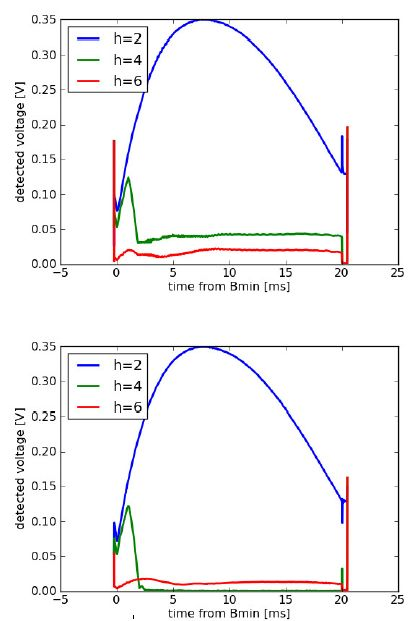 0.35
0.30
0.25
0.20
0.15
0.10
0.05
0.00
detected voltage [V]
h=2
h=4
h=6
−5 0 5 10 15 20 25
time from Bmin [ms]
0.35
0.30
0.25
0.20
0.15
0.10
0.05
0.00
detected voltage [V]
h=2
h=4
h=6
−5 0 5 10 15 20 25
time from Bmin [ms]